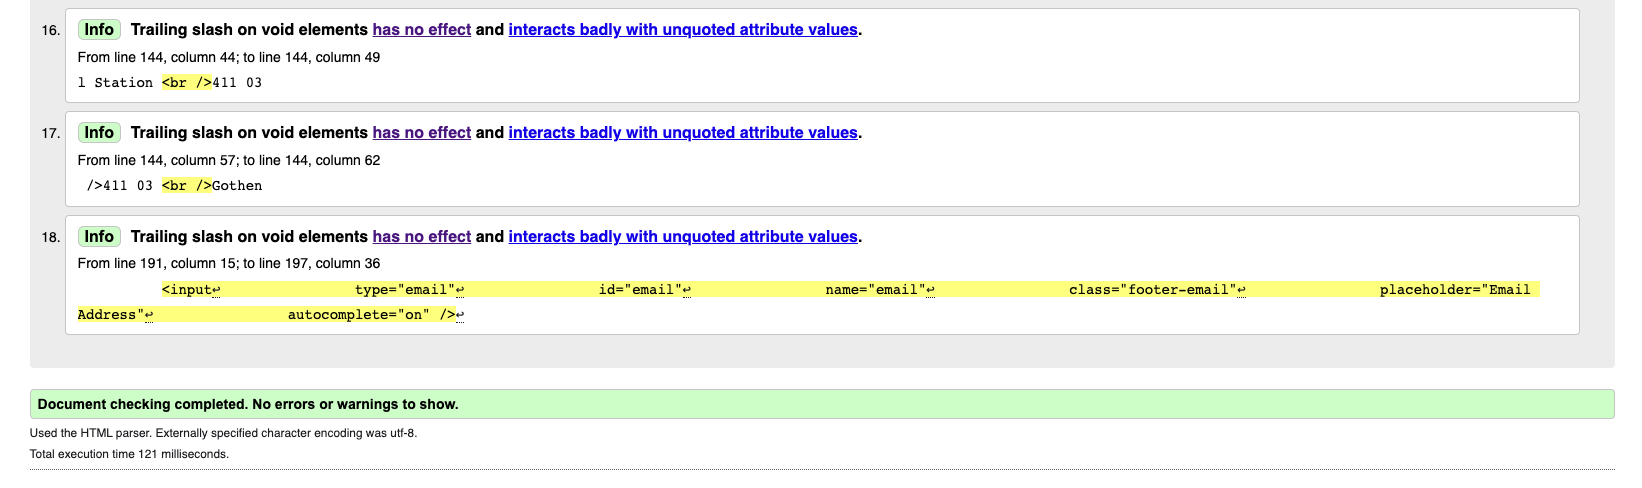 16. Info Trailing slash on void elements has no effect and interacts badly with unquoted attribute values.
From line 144, column 44; to line 144, column 49
l Station <br />411 03
17. Info Trailing slash on void elements has no effect and interacts badly with unquoted attribute values.
From line 144, column 57; to line 144, column 62
/>411 03 <br />Gothen
18. Info Trailing slash on void elements has no effect and interacts badly with unquoted attribute values.
From line 191, column 15; to line 197, column 36
<input↩ type="email"↩ id="email"↩ name="email"↩ class="footer-email"↩ placeholder="Email
Address"↩ autocomplete="on" />↩
Document checking completed. No errors or warnings to show.
Used the HTML parser. Externally specified character encoding was utf-8.
Total execution time 121 milliseconds.